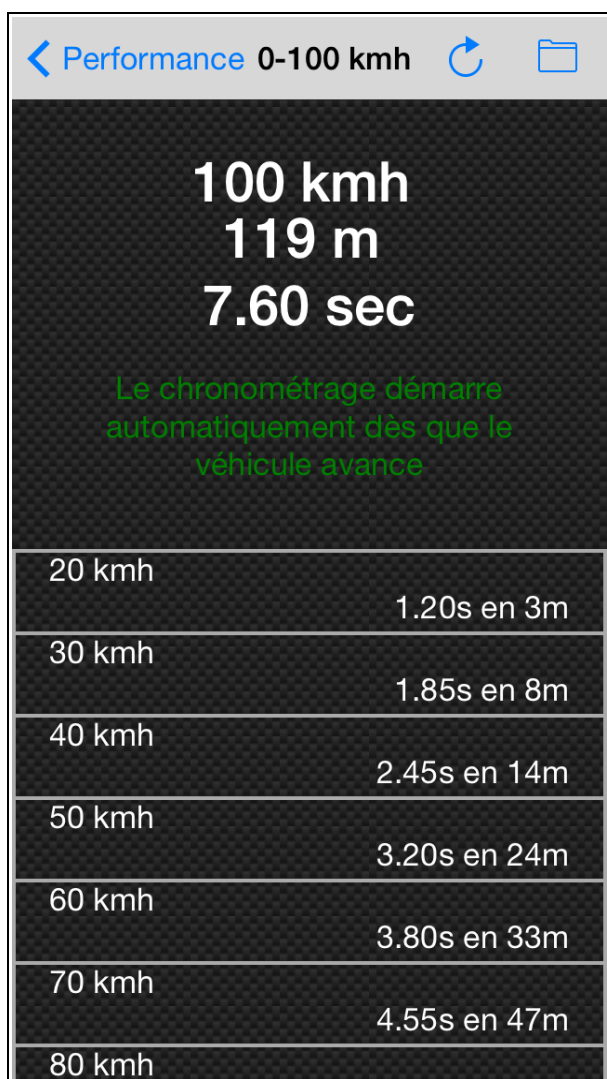 Performance 0-100 kmh
100 kmh
119 m
7.60 sec
Le chronométrage démarre
automatiquement dès que le
véhicule avance
20 kmh
1.20s en 3m
30 kmh
1.85s en 8m
40 kmh
2.45s en 14m
50 kmh
3.20s en 24m
60 kmh
3.80s en 33m
70 kmh
4.55s en 47m
80 kmh